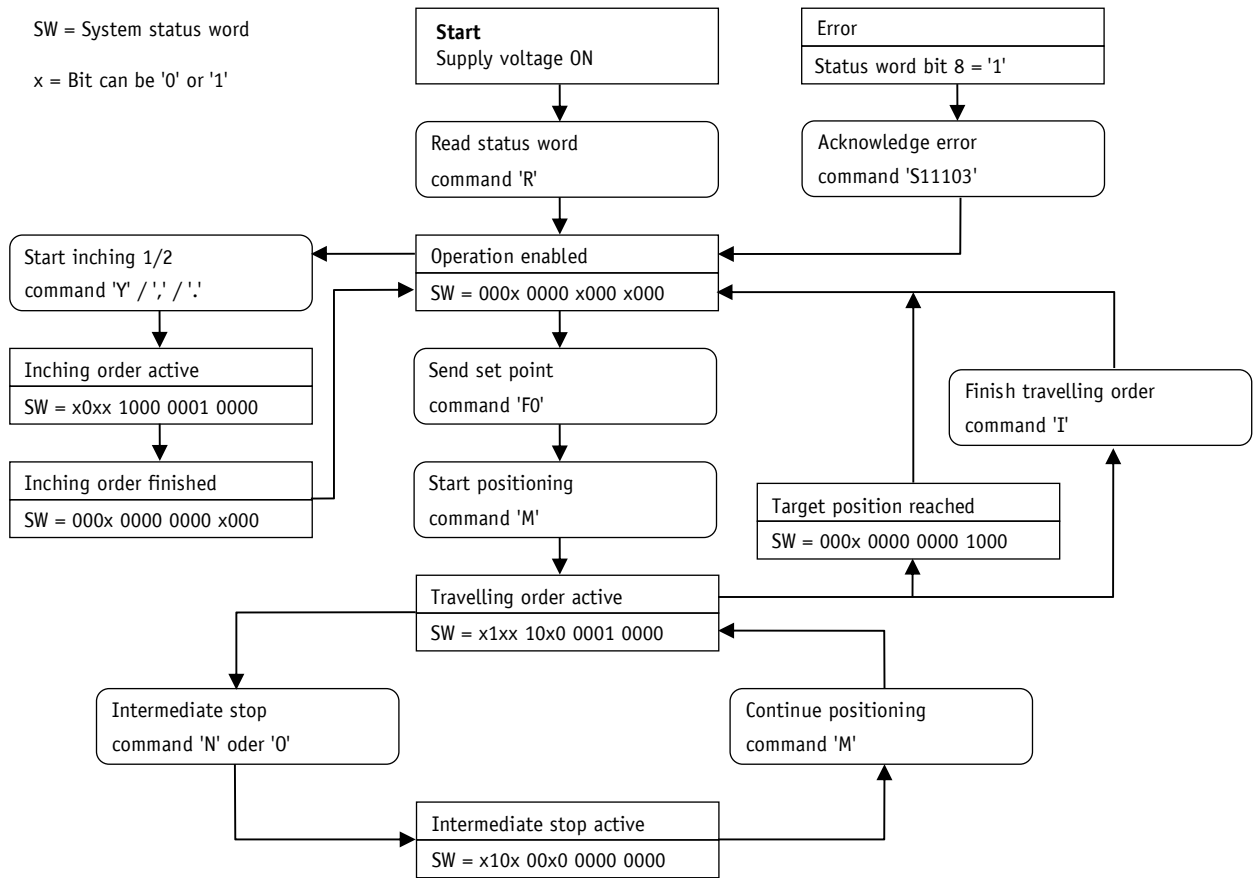 SW = System status word
x = Bit can be '0' or '1'
Start
Supply voltage ON
Error
Status word bit 8 = '1'
Read status word
command 'R'
Acknowledge error
command 'S11103'
Start inching 1/2
command 'Y' / ',' / '.'
Operation enabled
SW = 000x 0000 x000 x000
Inching order active
SW = x0xx 1000 0001 0000
Send set point
command 'F0'
Finish travelling order
command 'I'
Inching order finished
SW = 000x 0000 0000 x000
Start positioning
command 'M'
Target position reached
SW = 000x 0000 0000 1000
Travelling order active
SW = x1xx 10x0 0001 0000
Intermediate stop
command 'N' oder 'O'
Continue positioning
command 'M'
Intermediate stop active
SW = x10x 00x0 0000 0000